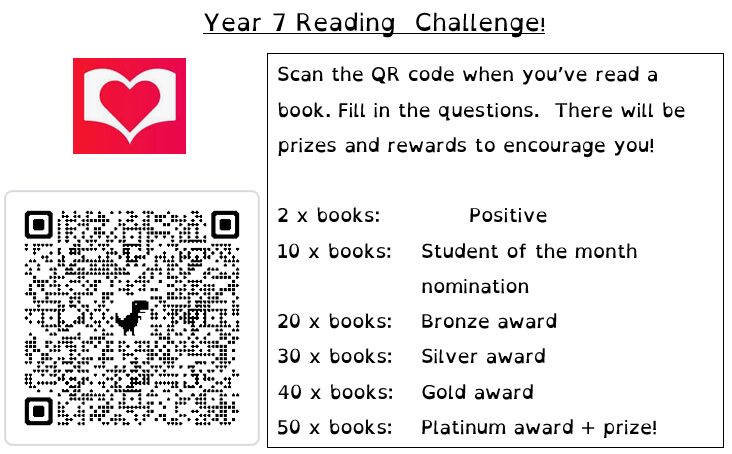 Year 7 Reading  Challenge!
Scan the QR code when you've read a
book. Fill in the questions.  There will be
prizes and rewards to encourage you!
2 x books: Positive
10 x books: Student of the month
nomination
20 x books: Bronze award
30 x books: Silver award
40 x books: Gold award
50 x books: Platinum award + prize!